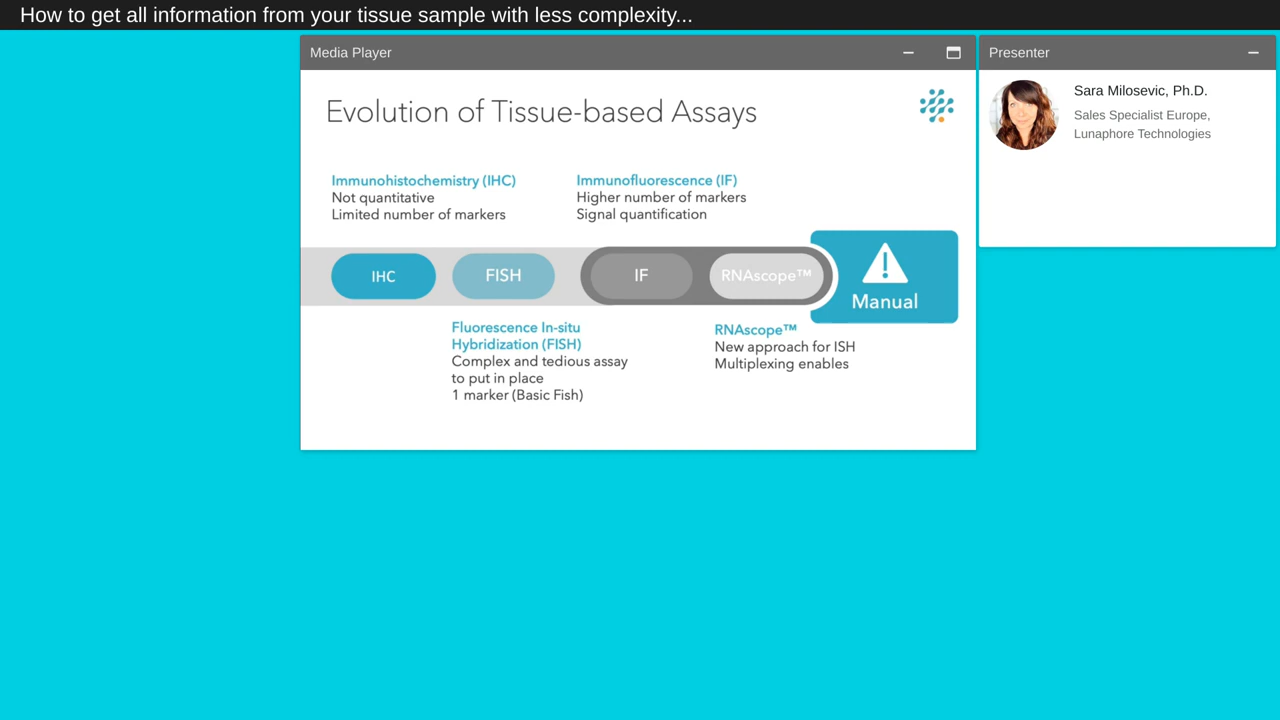 How to get all information from your tissue sample with less complexity...
Media Player
Presenter
Evolution of Tissue-based Assays
Sara Milosevic, Ph.D.
Sales Specialist Europe,
Lunaphore Technologies
Immunohistochemistry (IHC)
Not quantitative
Limited number of markers
Immunofluorescence (IF)
Higher number of markers
Signal quantification
IHC
FISH
IF
RNAscope™
Manual
Fluorescence In-situ
Hybridization (FISH)
Complex and tedious assay
to put in place
1 marker (Basic Fish)
RNAscope™
New approach for ISH
Multiplexing enables